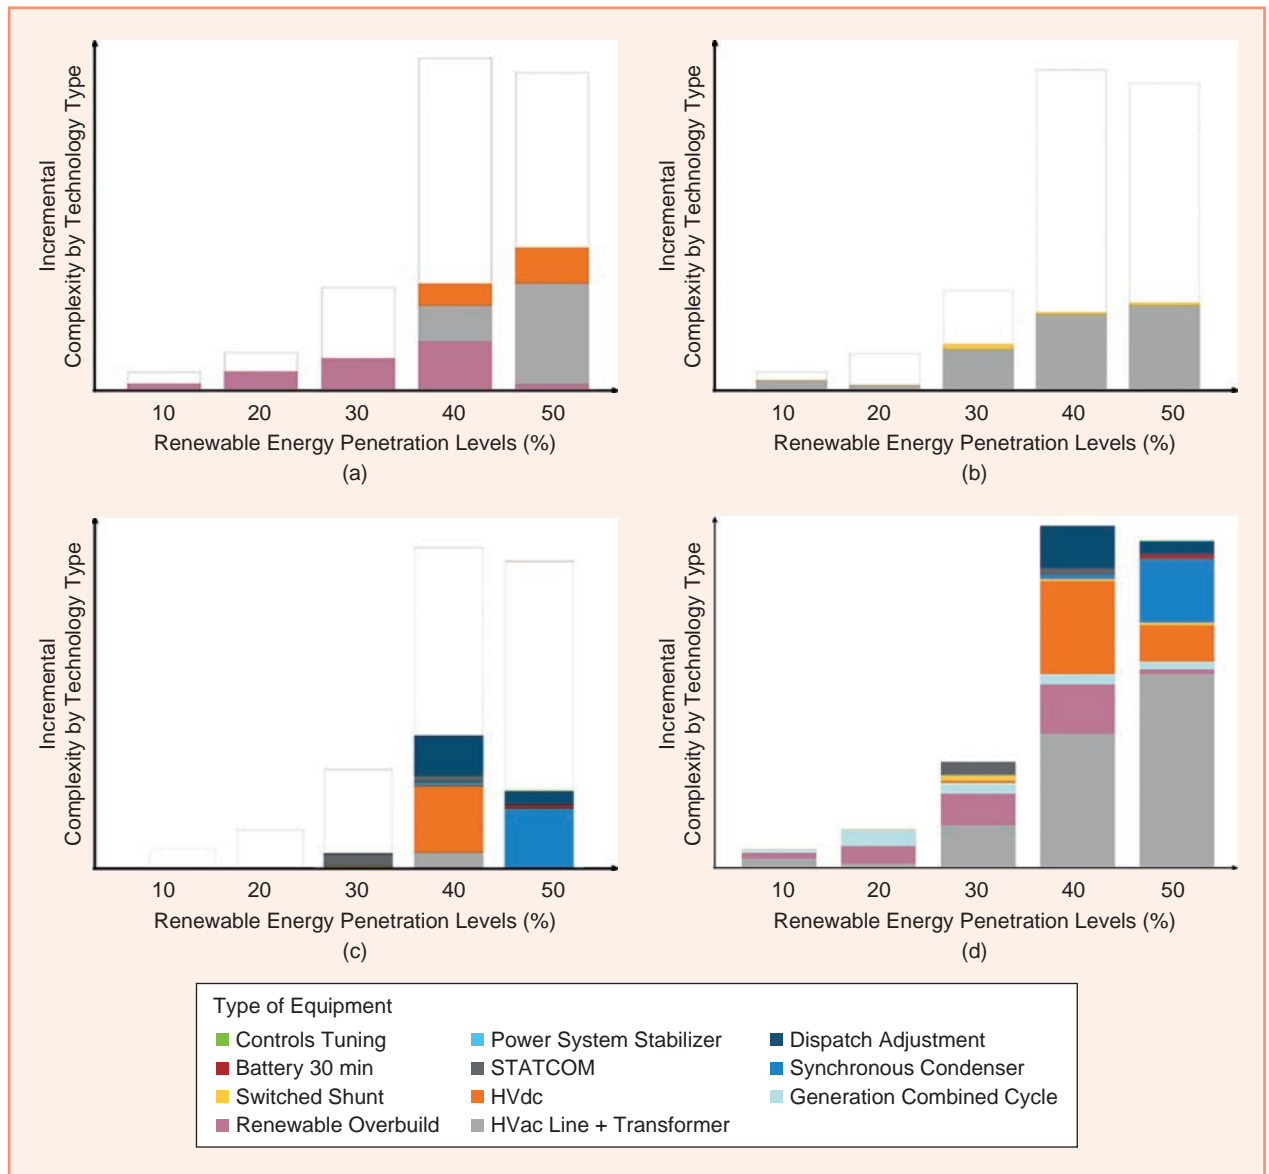 Incremental
Complexity by Technology Type
10 20 30 40 50
Renewable Energy Penetration Levels (%)
(a)
Incremental
Complexity by Technology Type
10 20 30 40 50
Renewable Energy Penetration Levels (%)
(b)
Incremental
Complexity by Technology Type
10 20 30 40 50
Renewable Energy Penetration Levels (%)
(c)
Incremental
Complexity by Technology Type
10 20 30 40 50
Renewable Energy Penetration Levels (%)
(d)
Type of Equipment
Controls Tuning
Battery 30 min
Switched Shunt
Renewable Overbuild
Power System Stabilizer
STATCOM
HVdc
HVac Line + Transformer
Dispatch Adjustment
Synchronous Condenser
Generation Combined Cycle